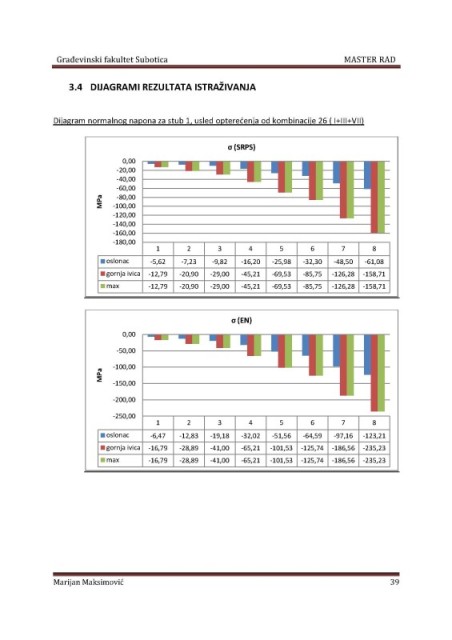 Građevinski fakultet Subotica MASTER RAD
3.4 DIJAGRAMI REZULTATA ISTRAŽIVANJA
Dijagram normalnog napona za stub 1, usled opterećenja od kombinacije 26 ( I+III+VII)
σ (SRPS)
0,00
-20,00
-40,00
-60,00
-80,00
-100,00
-120,00
-140,00
-160,00
-180,00
MPa
1 2 3 4 5 6 7 8
oslonac -5,62 -7,23 -9,82 -16,20 -25,98 -32,30 -48,50 -61,08
gornja ivica -12,79 -20,90 -29,00 -45,21 -69,53 -85,75 -126,28 -158,71
max -12,79 -20,90 -29,00 -45,21 -69,53 -85,75 -126,28 -158,71
σ (EN)
0,00
-50,00
-100,00
-150,00
-200,00
-250,00
MPa
1 2 3 4 5 6 7 8
oslonac -6,47 -12,83 -19,18 -32,02 -51,56 -64,59 -97,16 -123,21
gornja ivica -16,79 -28,89 -41,00 -65,21 -101,53 -125,74 -186,56 -235,23
max -16,79 -28,89 -41,00 -65,21 -101,53 -125,74 -186,56 -235,23
Marijan Maksimović 39